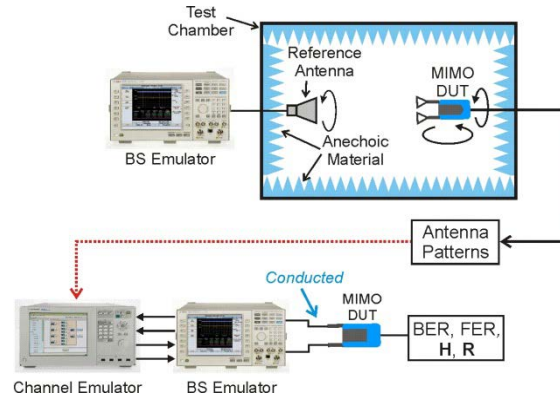 Test
Chamber
Reference
Antenna
MIMO
DUT
BS Emulator
Anechoic
Material
Antenna
Patterns
Conducted
MIMO
DUT
BER, FER,
H, R
Channel Emulator
BS Emulator